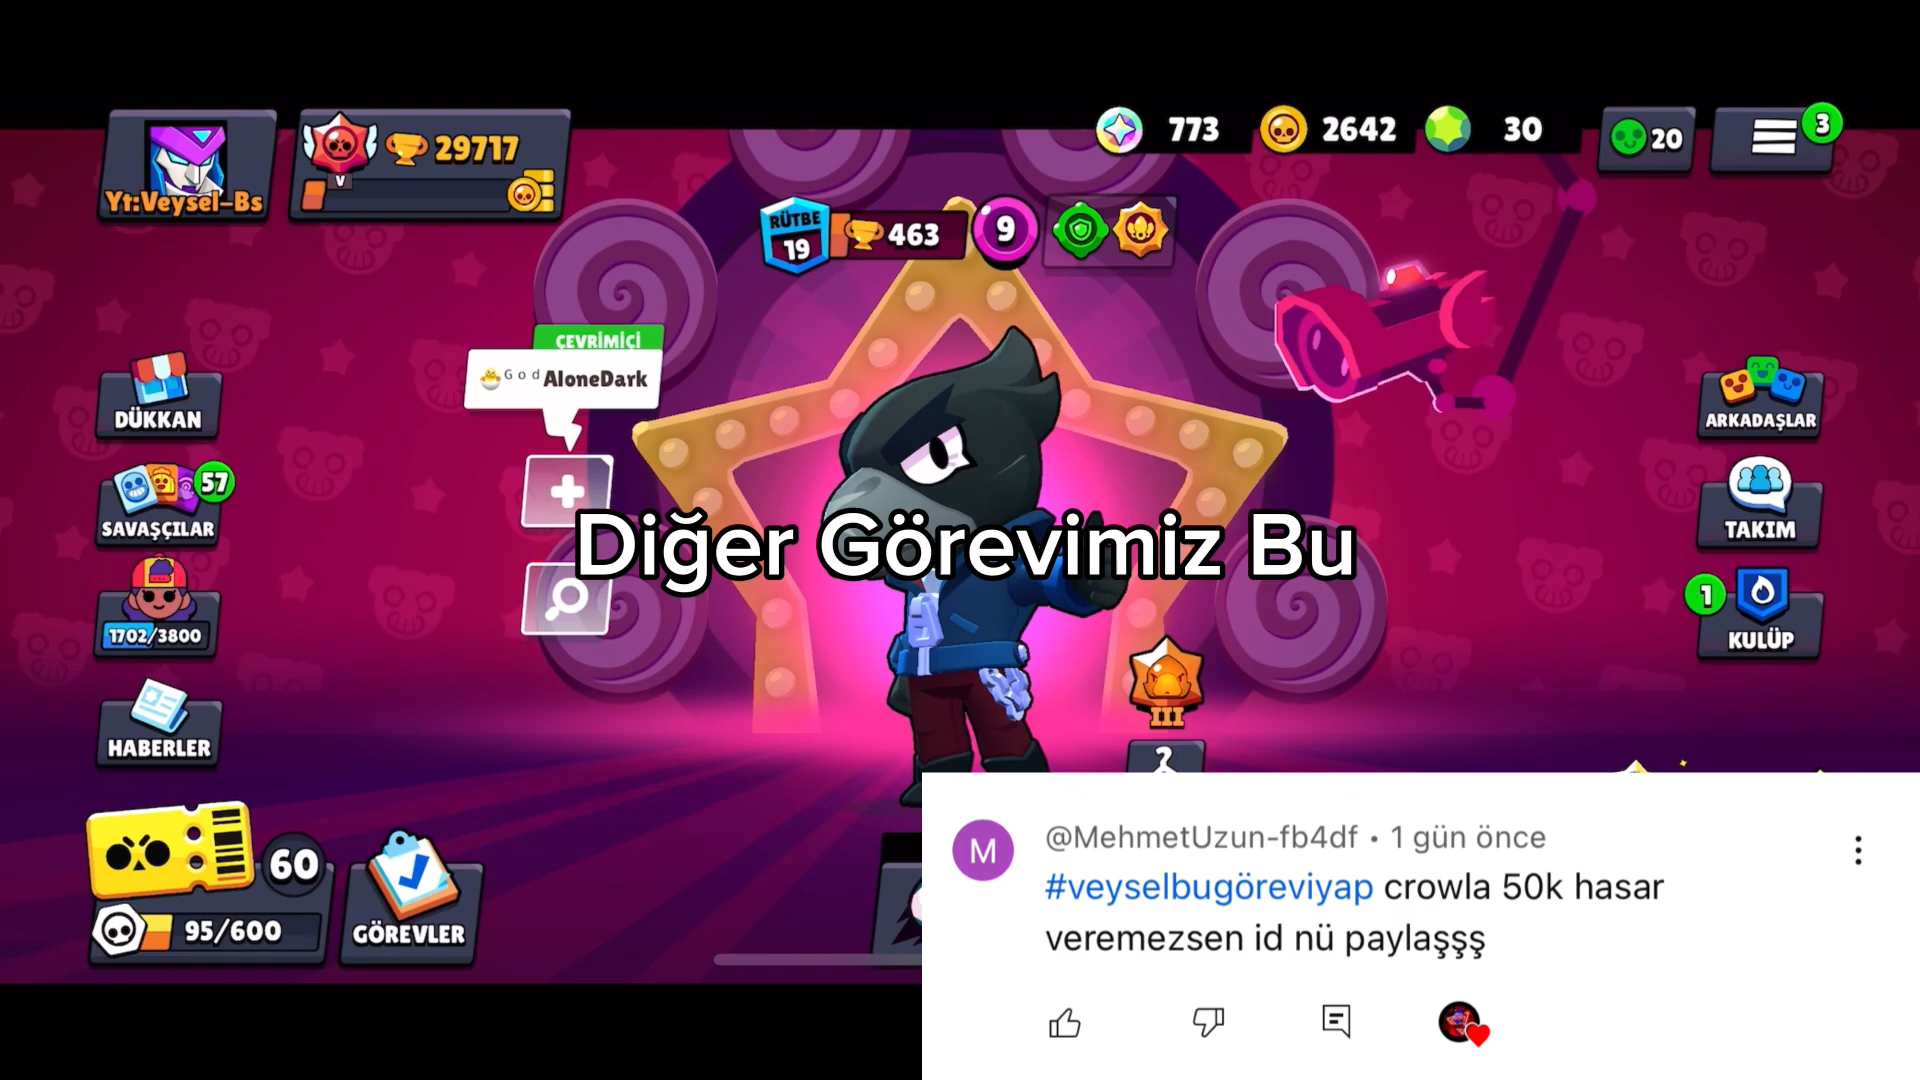 773
2642
30
20
3
Yt:Veysel-Bs
29717
V
RÜTBE
19
463
9
ÇEVRİMİÇİ
God AloneDark
DÜKKAN
57
SAVAŞÇILAR
1702/3800
HABERLER
60
95/600
GÖREVLER
ARKADAŞLAR
TAKIM
1
KULÜP
III
?
Diğer Görevimiz Bu
M
@MehmetUzun-fb4df • 1 gün önce
#veyselbugöreviyap crowla 50k hasar
veremezsen id nü paylaşşş